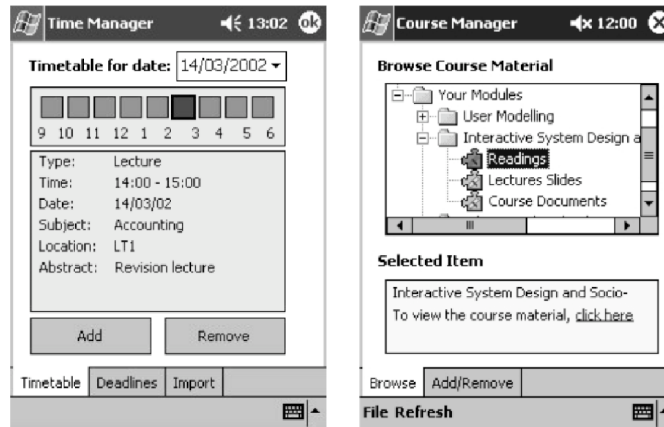 Time Manager 13:02 ok
Timetable for date: 14/03/2002
9 10 11 12 1 2 3 4 5 6
Type: Lecture
Time: 14:00 - 15:00
Date: 14/03/02
Subject: Accounting
Location: LT1
Abstract: Revision lecture
Add Remove
Timetable Deadlines Import
Course Manager 12:00
Browse Course Material
Your Modules
User Modelling
Interactive System Design a
Readings
Lectures Slides
Course Documents
Selected Item
Interactive System Design and Socio-
To view the course material, click here
Browse Add/Remove
File Refresh